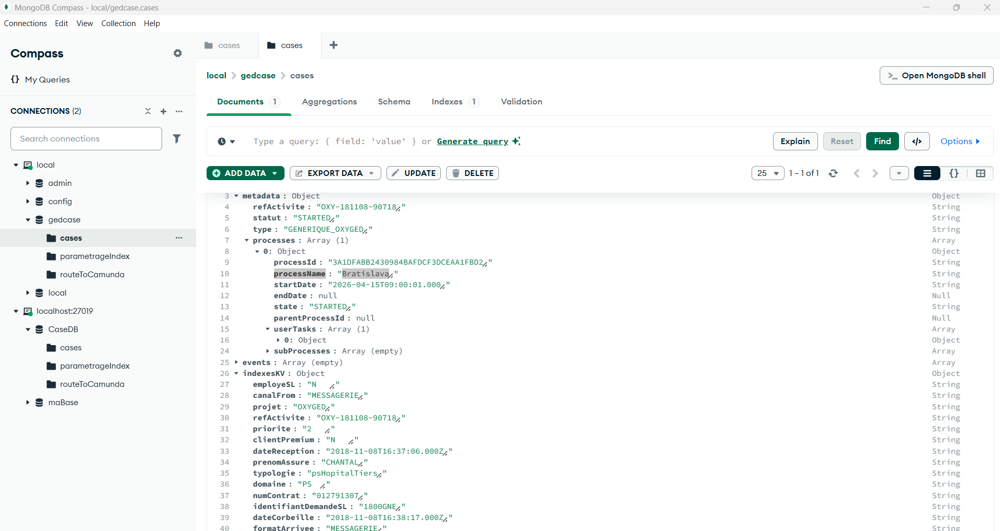 MongoDB Compass - local/gedcase.cases
Connections Edit View Collection Help
Compass
My Queries
CONNECTIONS (2)
Search connections
local
admin
config
gedcase
cases
parametrageIndex
routeToCamunda
local
localhost:27019
CaseDB
cases
parametrageIndex
routeToCamunda
maBase
cases
cases
local > gedcase > cases
>_ Open MongoDB shell
Documents 1 Aggregations Schema Indexes 1 Validation
Type a query: { field: 'value' } or Generate query
Explain Reset Find </> Options
ADD DATA EXPORT DATA UPDATE DELETE
25 1 – 1 of 1 {}
3 metadata : Object Object
4 refActivite : "OXY-181108-90718" String
5 statut : "STARTED" String
6 type : "GENERIQUE_OXYGED" String
7 processes : Array (1) Array
8 0: Object Object
9 processId : "3A1DFABB2430984BAFDCF3DCEAA1FBD2" String
10 processName : "Bratislava" String
11 startDate : "2026-04-15T09:00:01.000" String
12 endDate : null Null
13 state : "STARTED" String
14 parentProcessId : null Null
15 userTasks : Array (1) Array
16 0: Object Object
24 subProcesses : Array (empty) Array
25 events : Array (empty) Array
26 indexesKV : Object Object
27 employeSL : "N" String
28 canalFrom : "MESSAGERIE" String
29 projet : "OXYGED" String
30 refActivite : "OXY-181108-90718" String
31 priorite : "2" String
32 clientPremium : "N" String
33 dateReception : "2018-11-08T16:37:06.000Z" String
34 prenomAssure : "CHANTAL" String
35 typologie : "psHopitalTiers" String
36 domaine : "PS" String
37 numContrat : "012791307" String
38 identifiantDemandeSL : "1800GNE" String
39 dateCorbeille : "2018-11-08T16:38:17.000Z" String
40 formatArrivee : "MESSAGERIE" String